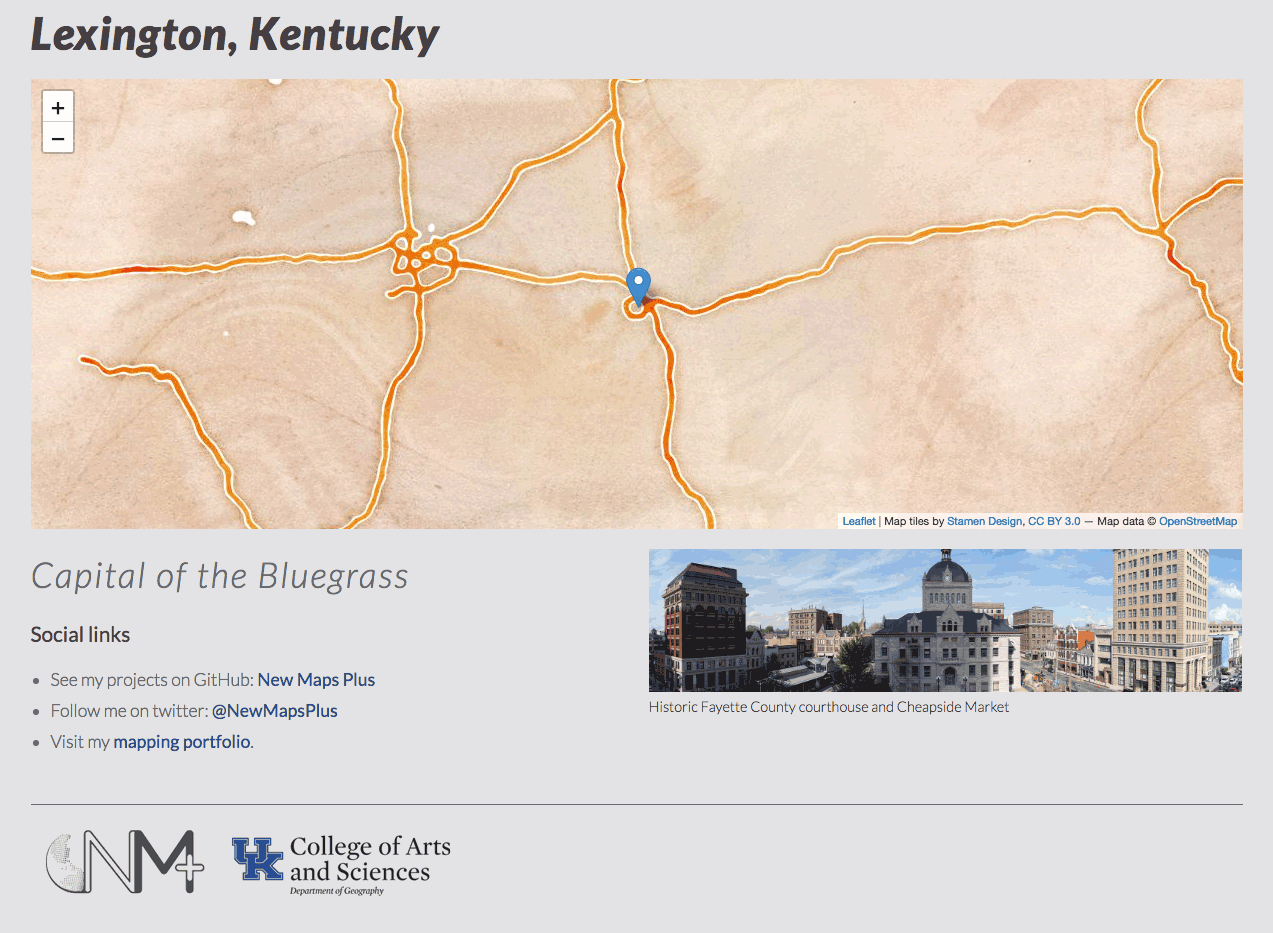 Lexington, Kentucky
+
−
Leaflet | Map tiles by Stamen Design, CC BY 3.0 — Map data © OpenStreetMap
Capital of the Bluegrass
Social links
See my projects on GitHub: New Maps Plus
Follow me on twitter: @NewMapsPlus
Visit my mapping portfolio.
Historic Fayette County courthouse and Cheapside Market
NM+
UK
College of Arts
and Sciences
Department of Geography